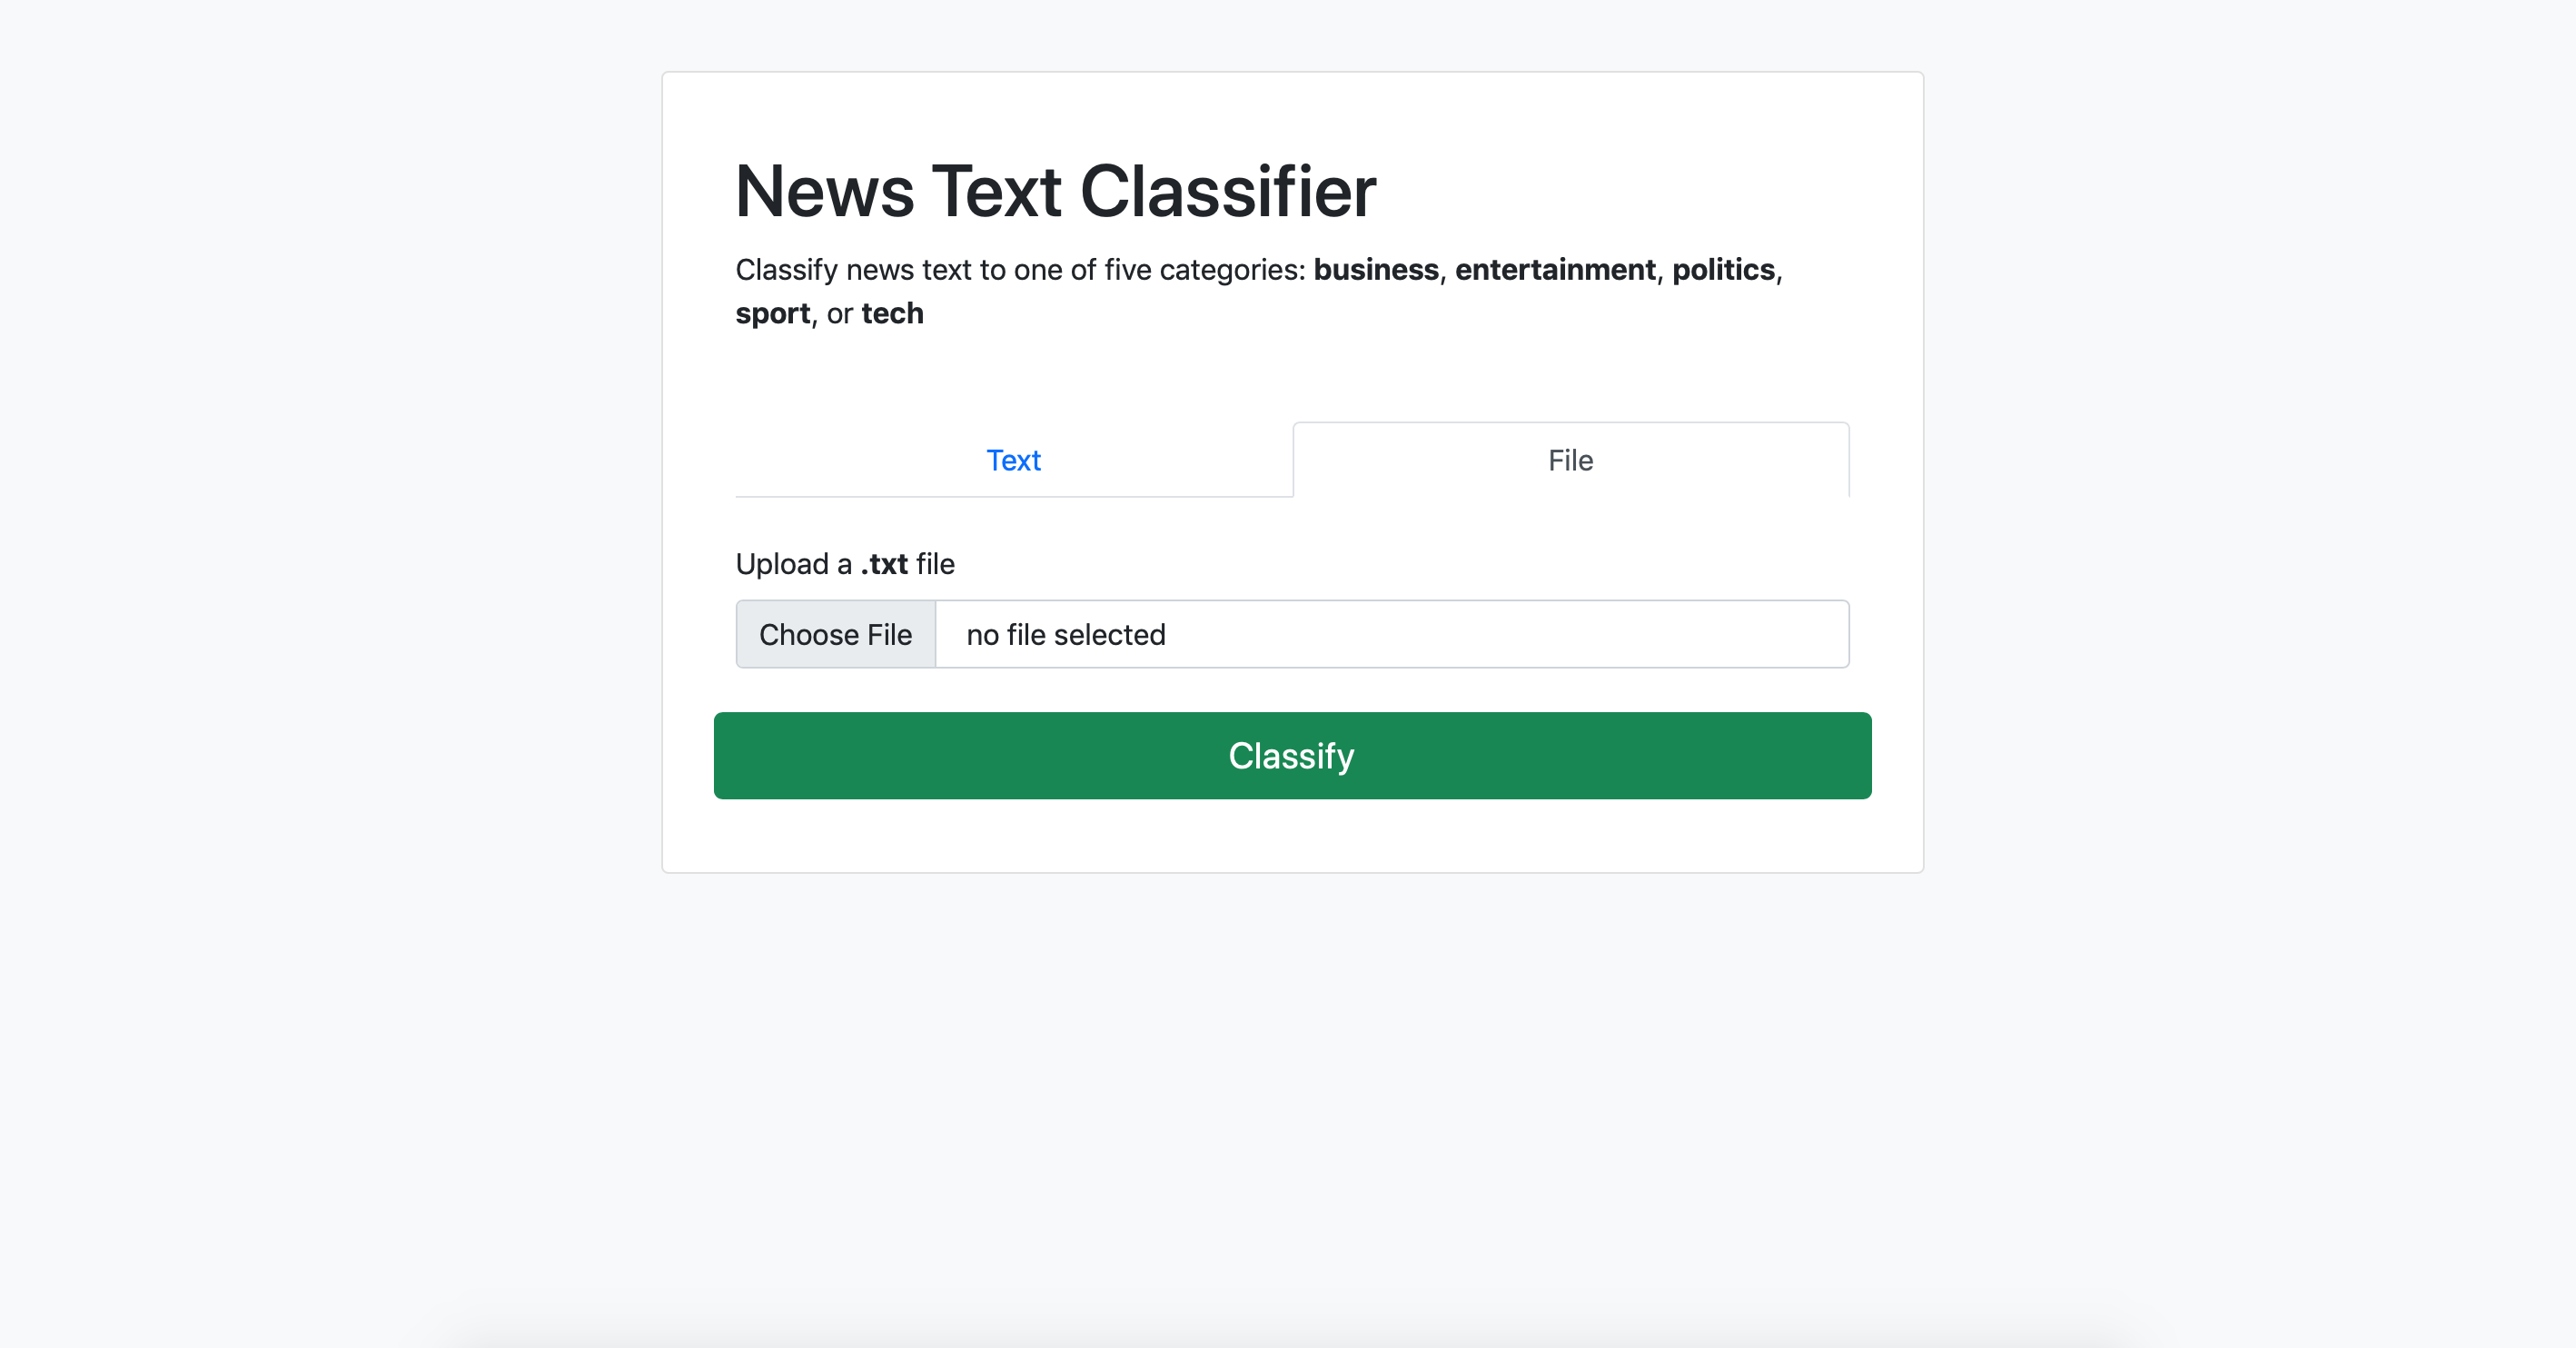 News Text Classifier
Classify news text to one of five categories: business, entertainment, politics,
sport, or tech
Text
File
Upload a .txt file
Choose File
no file selected
Classify